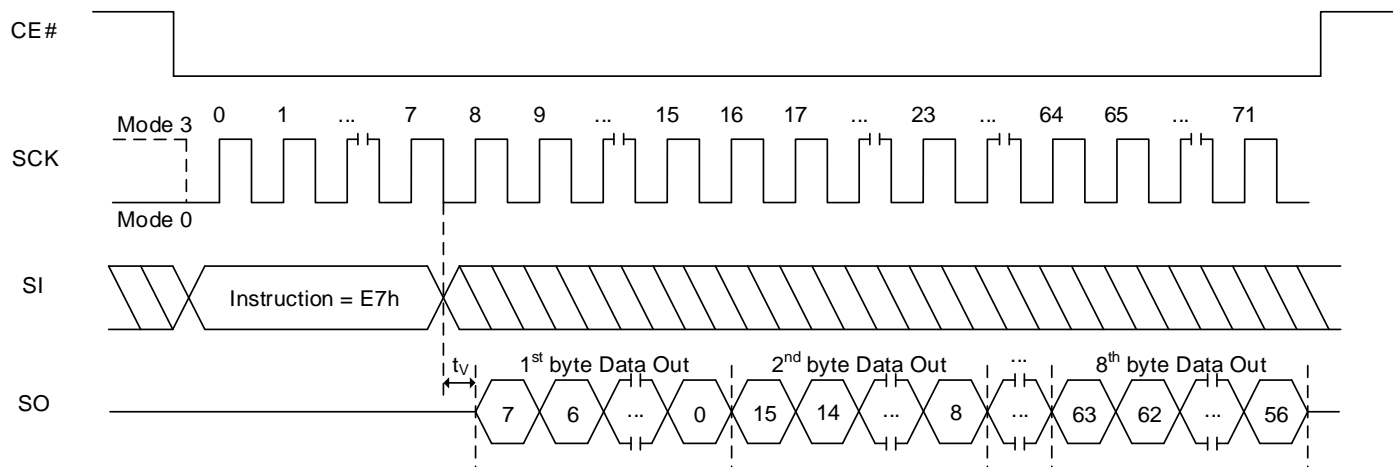 CE#
0 1 ... 7 8 9 ... 15 16 17 ... 23 ... 64 65 ... 71
Mode 3
SCK
Mode 0
SI
Instruction = E7h
tV 1st byte Data Out 2nd byte Data Out ... 8th byte Data Out
SO
7 6 ... 0 15 14 ... 8 ... 63 62 ... 56